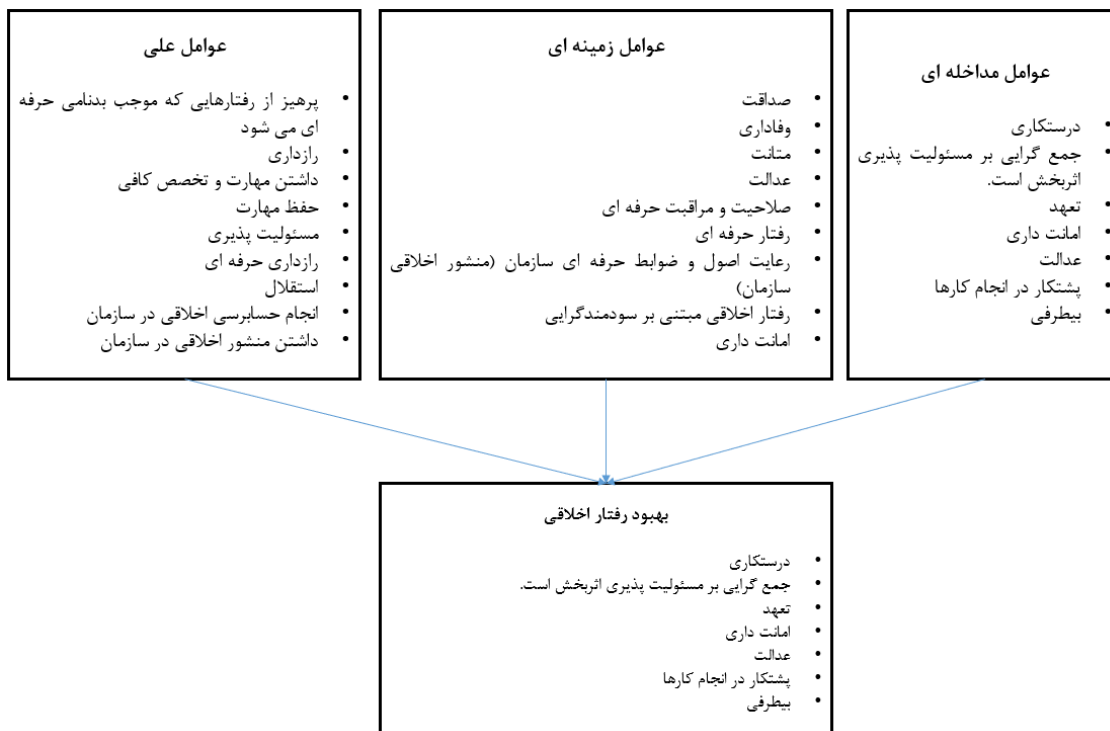 عوامل مداخله ای
درستکاری
جمع گرایی بر مسئولیت پذیری
اثربخش است.
تعهد
امانت داری
عدالت
پشتکار در انجام کارها
بیطرفی
عوامل زمینه ای
صداقت
وفاداری
متانت
عدالت
صلاحیت و مراقبت حرفه ای
رفتار حرفه ای
رعایت اصول و ضوابط حرفه ای سازمان (منشور اخلاقی
سازمان)
رفتار اخلاقی مبتنی بر سودمندگرایی
امانت داری
عوامل علی
پرهیز از رفتارهایی که موجب بدنامی حرفه
ای می شود
رازداری
داشتن مهارت و تخصص کافی
حفظ مهارت
مسئولیت پذیری
رازداری حرفه ای
استقلال
انجام حسابرسی اخلاقی در سازمان
داشتن منشور اخلاقی در سازمان
بهبود رفتار اخلاقی
درستکاری
جمع گرایی بر مسئولیت پذیری اثربخش است.
تعهد
امانت داری
عدالت
پشتکار در انجام کارها
بیطرفی